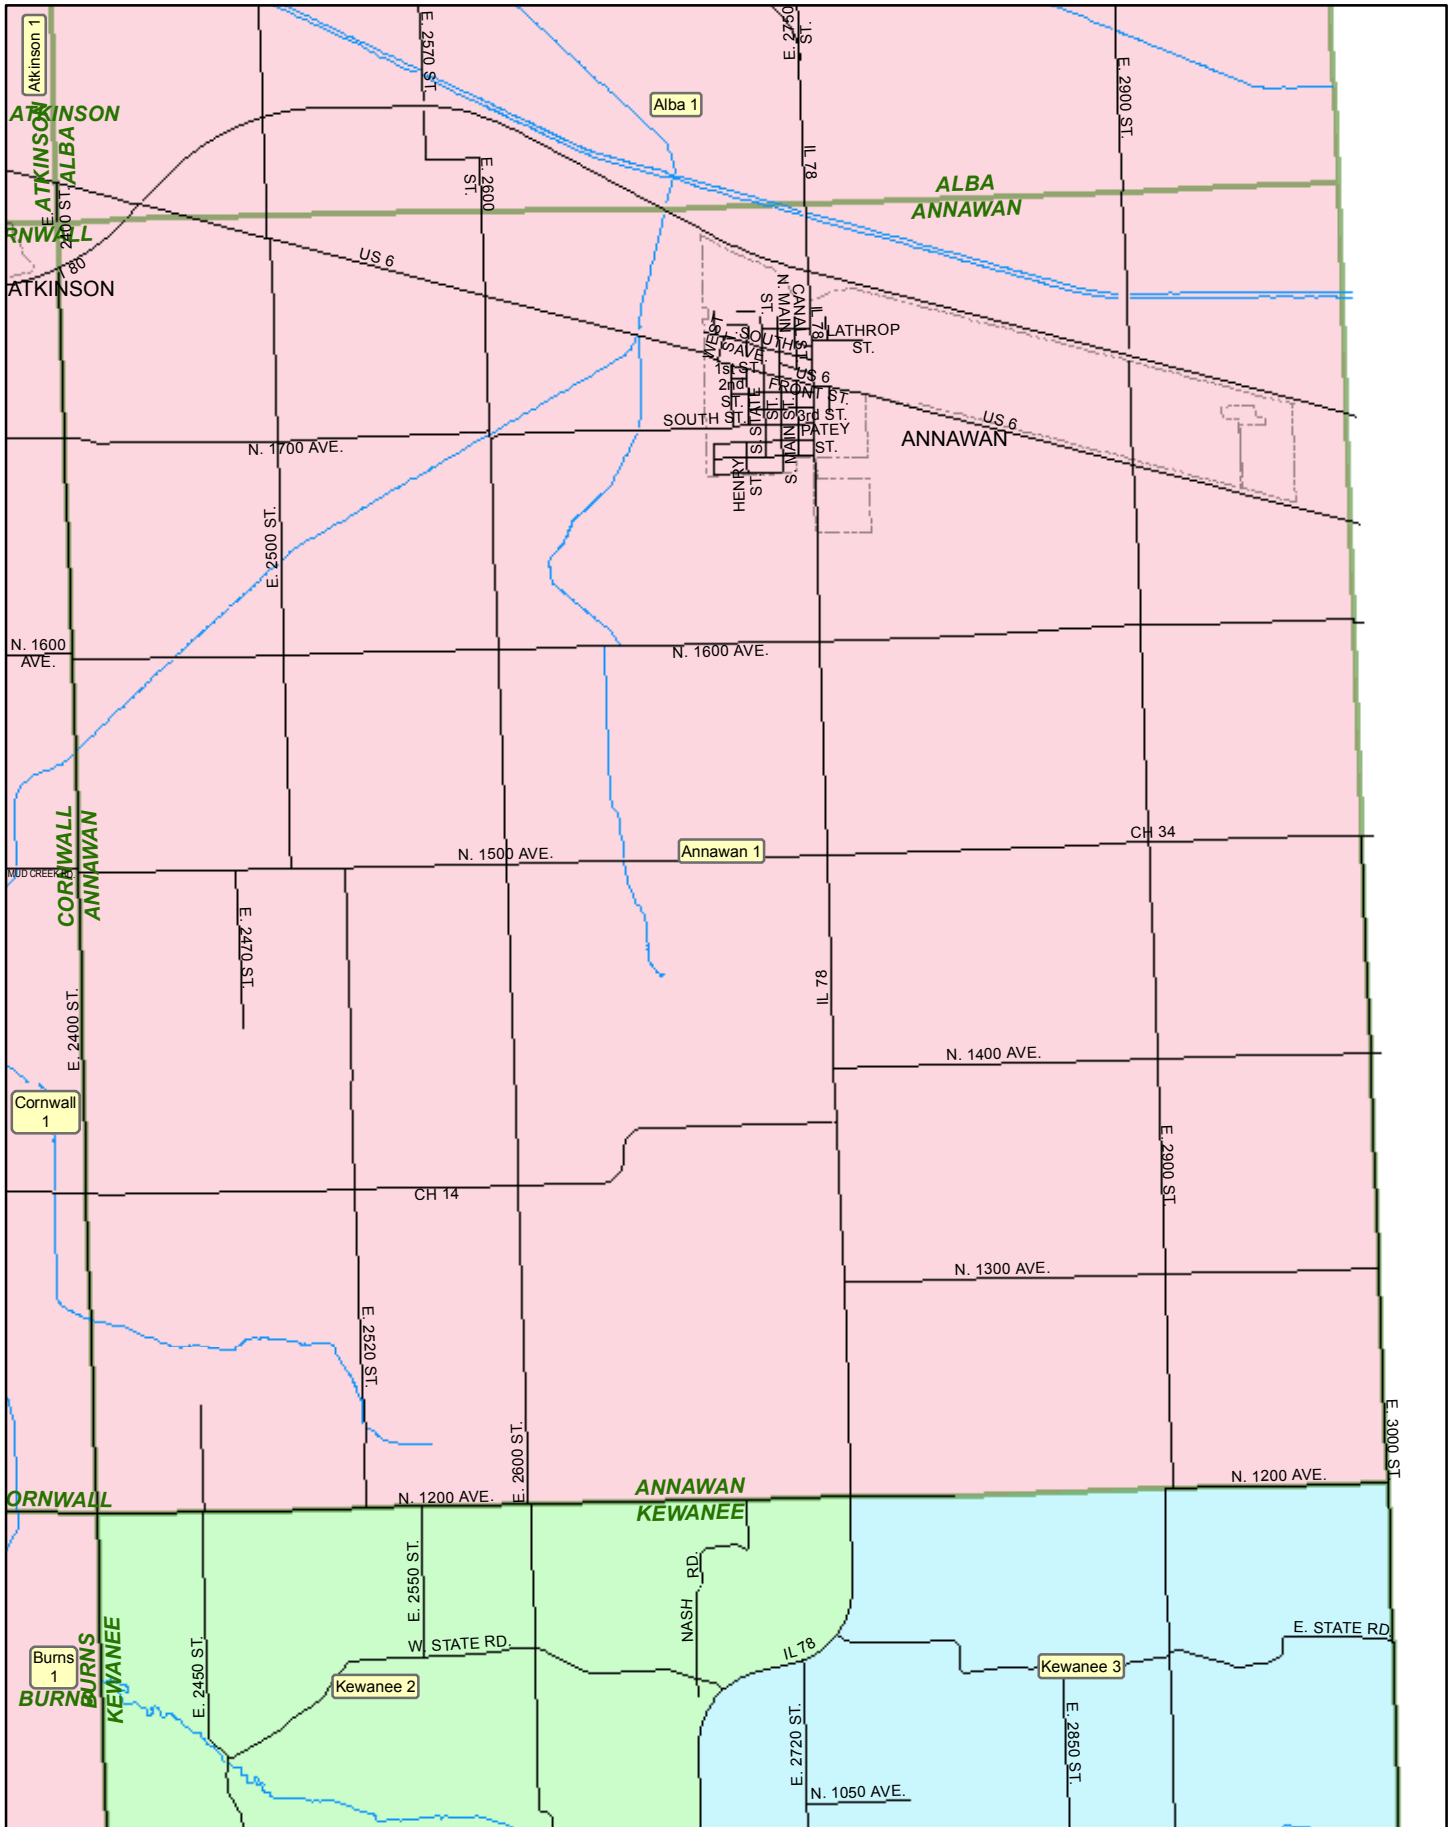 Atkinson 1
E. 2570 ST.
E. 2750
ST.
E. 2900 ST.
Alba 1
ATKINSON
ATKINSON
ALBA
IL 78
E. 2600
ST.
ALBA
ANNAWAN
E.
2400 ST.
RNWALL
I 80
US 6
ATKINSON
N. MAIN
ST.
CANAL ST.
IL 78
LATHROP
ST.
WEST
ST.
SOUTH
AVE.
1st ST.
US 6
2nd
ST.
FRONT ST.
SOUTH ST.
S. STATE
ST.
3rd ST.
PATEY
ST.
S. MAIN ST.
HENRY
ST.
US 6
ANNAWAN
N. 1700 AVE.
E. 2500 ST.
N. 1600
AVE.
N. 1600 AVE.
CORNWALL
ANNAWAN
CH 34
Annawan 1
N. 1500 AVE.
MUD CREEK RD.
E. 2470 ST.
IL 78
E. 2400 ST.
N. 1400 AVE.
Cornwall
1
E. 2900 ST.
CH 14
N. 1300 AVE.
E. 2520 ST.
E. 2600 ST.
E. 3000 ST.
N. 1200 AVE.
ORNWALL
N. 1200 AVE.
ANNAWAN
KEWANEE
E. 2550 ST.
NASH
RD.
E. STATE RD.
W. STATE RD.
IL 78
Burns
1
BURNS
BURNS
KEWANEE
E. 2450 ST.
Kewanee 2
Kewanee 3
E. 2720 ST.
E. 2850 ST.
N. 1050 AVE.